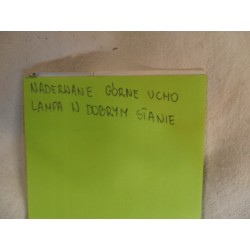 NADERWANE GÓRNE UCHO
LAMPA W DOBRYM STANIE